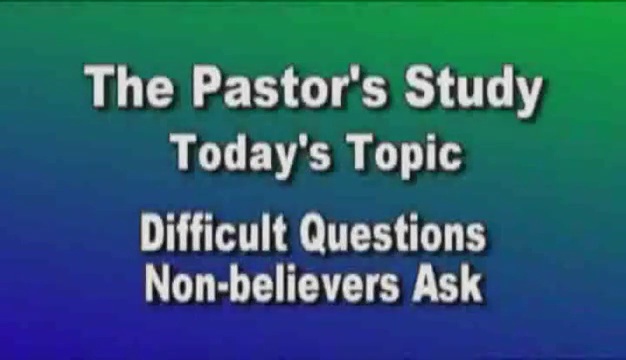 The Pastor's Study
Today's Topic
Difficult Questions
Non-believers Ask